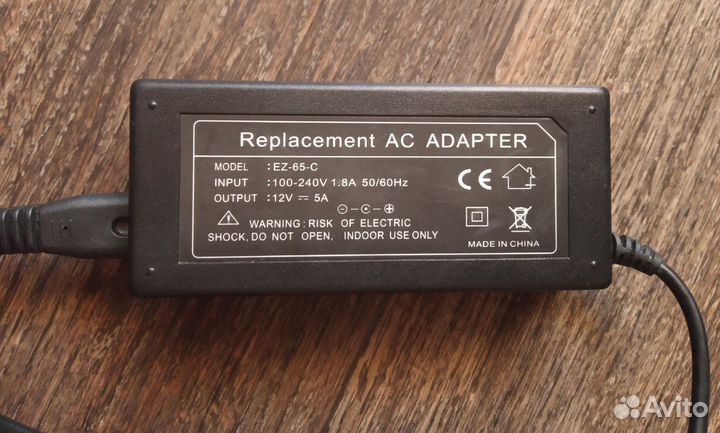 Replacement AC ADAPTER
MODEL : EZ-65-C
INPUT : 100-240V 1.8A 50/60Hz
OUTPUT : 12V ⎓ 5A
CE
WARNING : RISK OF ELECTRIC
SHOCK, DO NOT OPEN, INDOOR USE ONLY
MADE IN CHINA
Avito